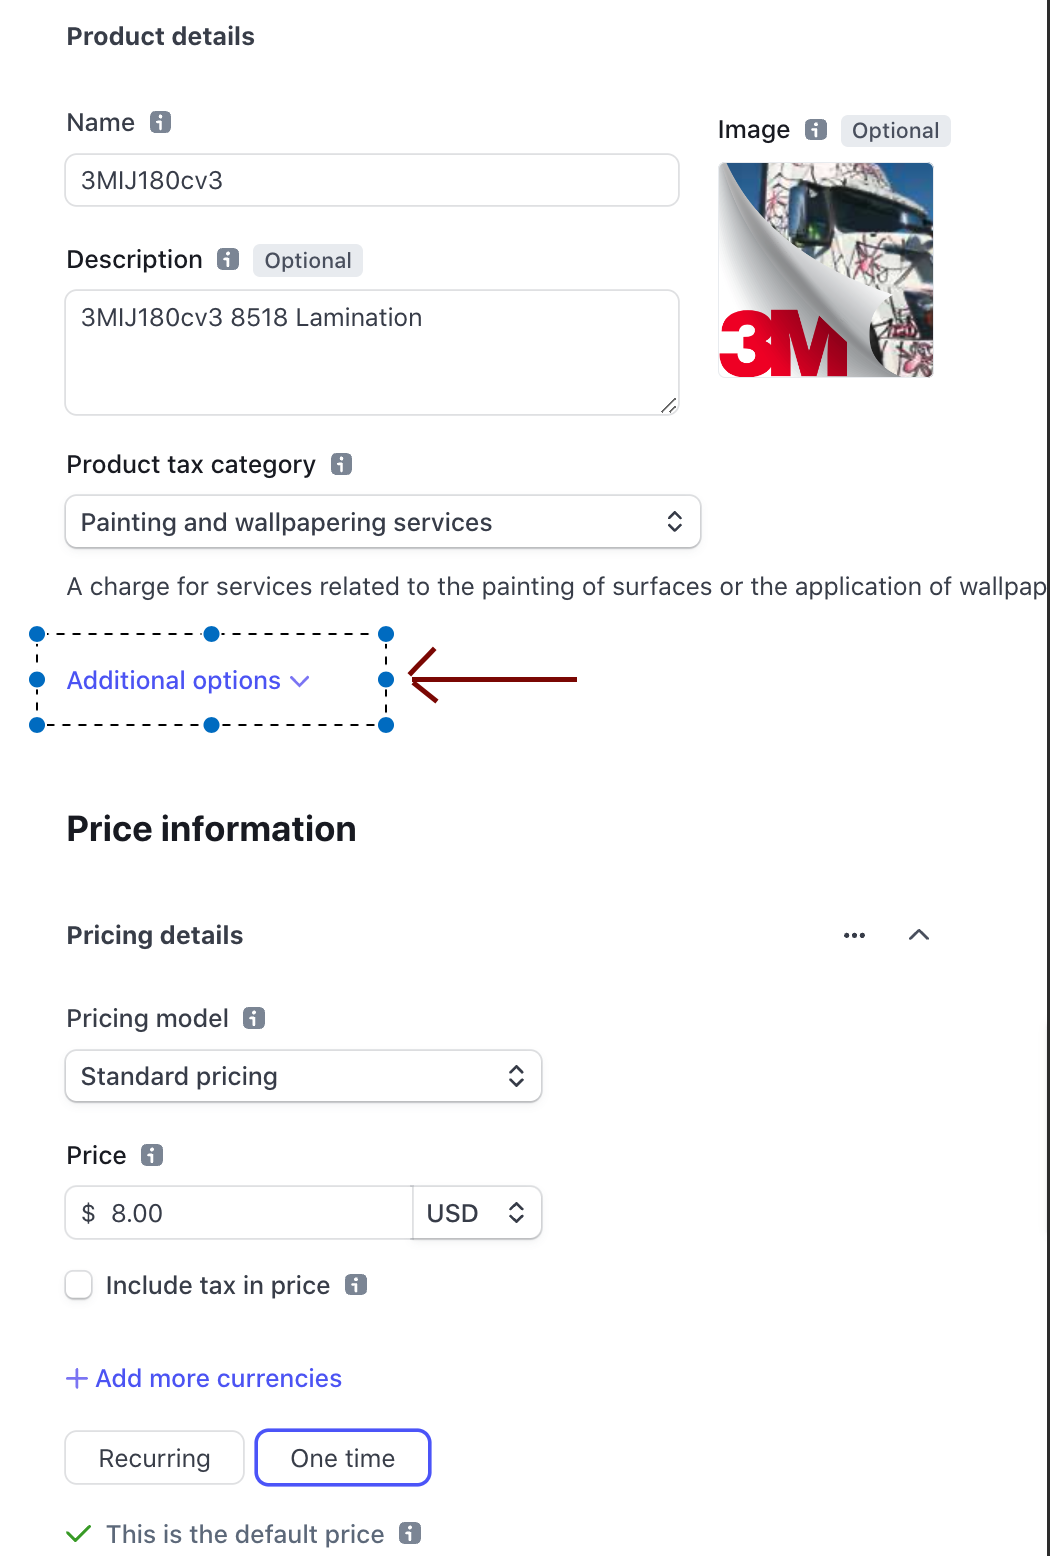 Product details
Name
3MIJ180cv3
Image Optional
3M
Description Optional
3MIJ180cv3 8518 Lamination
Product tax category
Painting and wallpapering services
A charge for services related to the painting of surfaces or the application of wallpap
Additional options
Price information
Pricing details
Pricing model
Standard pricing
Price
$ 8.00 USD
Include tax in price
+ Add more currencies
Recurring One time
This is the default price